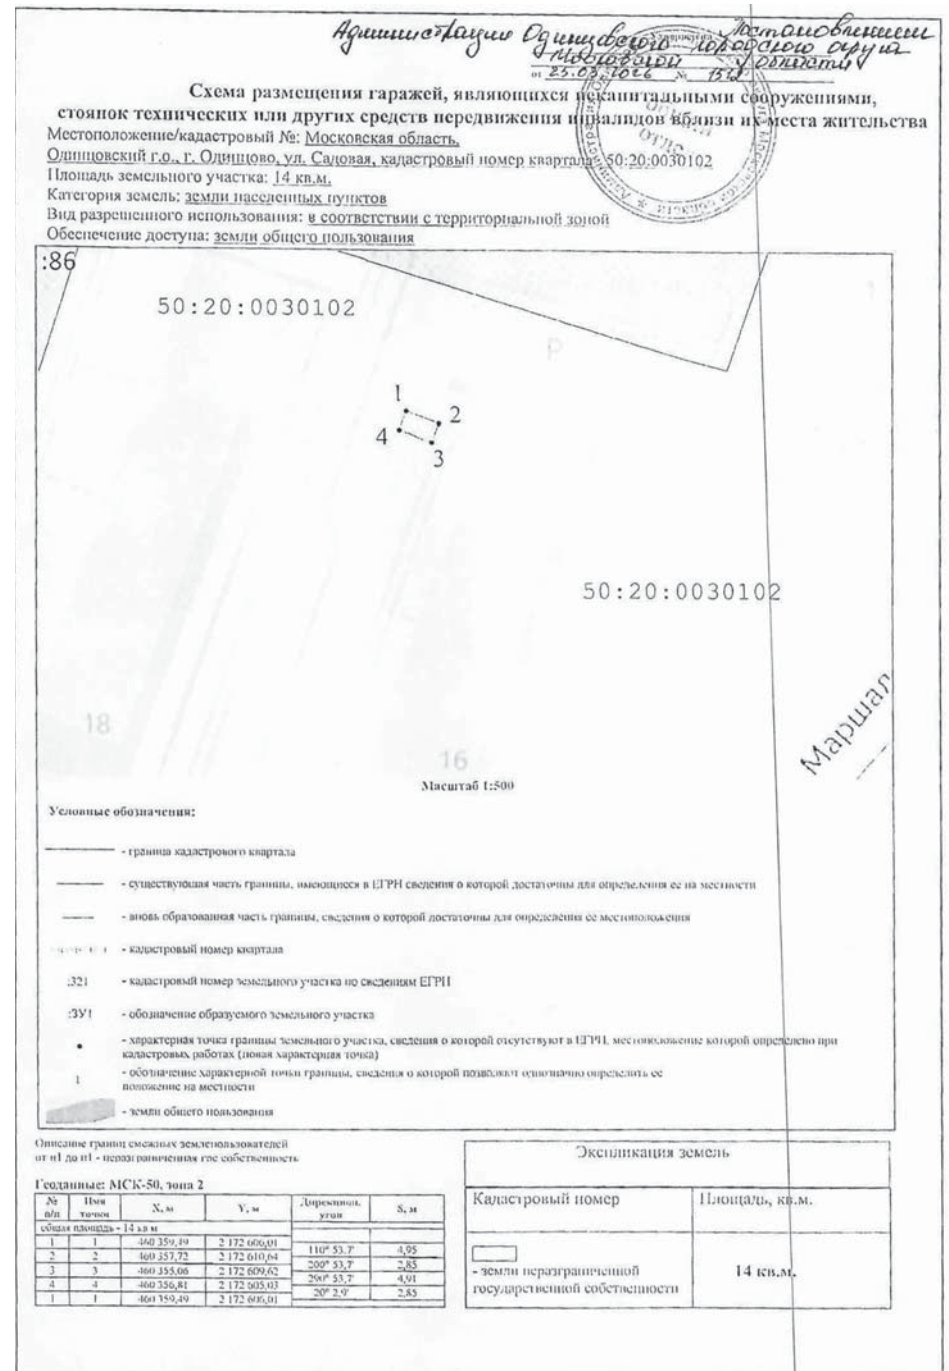 Постановлением
Администрации Одинцовского городского округа
Московской области
от 25.03.2026 №
Схема размещения гаражей, являющихся некапитальными сооружениями,
стоянок технических или других средств передвижения инвалидов вблизи их места жительства
Местоположение/кадастровый №: Московская область,
Одинцовский г.о., г. Одинцово, ул. Садовая, кадастровый номер квартала 50:20:0030102
Площадь земельного участка: 14 кв.м.
Категория земель: земли населенных пунктов
Вид разрешенного использования: в соответствии с территориальной зоной
Обеспечение доступа: земли общего пользования
:86
50:20:0030102
1
2
4
3
50:20:0030102
Маршал
18
16
Масштаб 1:500
Условные обозначения:
- граница кадастрового квартала
- существующая часть границы, имеющиеся в ЕГРН сведения о которой достаточны для определения ее на местности
- вновь образованная часть границы, сведения о которой достаточны для определения ее местоположения
- кадастровый номер квартала
:321 - кадастровый номер земельного участка по сведениям ЕГРН
:ЗУ1 - обозначение образуемого земельного участка
- характерная точка границы земельного участка, сведения о которой отсутствуют в ЕГРН, местоположение которой определено при
кадастровых работах (новая характерная точка)
1 - обозначение характерной точки границы, сведения о которой позволяют однозначно определить ее
положение на местности
- земли общего пользования
Описание границ смежных землепользователей
от н1 до н1 - неразграниченная гос собственность
Геоданные: МСК-50, зона 2
№ п/п Имя точки X, м Y, м Дирекцион. угол S, м
общая площадь - 14 кв м
1 1 460 359,49 2 172 606,01
110° 53,7' 4,95
2 2 460 357,72 2 172 610,64
200° 53,7' 2,85
3 3 460 355,06 2 172 609,62
290° 53,7' 4,91
4 4 460 356,81 2 172 605,03
20° 2,9' 2,85
1 1 460 359,49 2 172 606,01
Экспликация земель
Кадастровый номер Площадь, кв.м.
- земли неразграниченной
государственной собственности
14 кв.м.